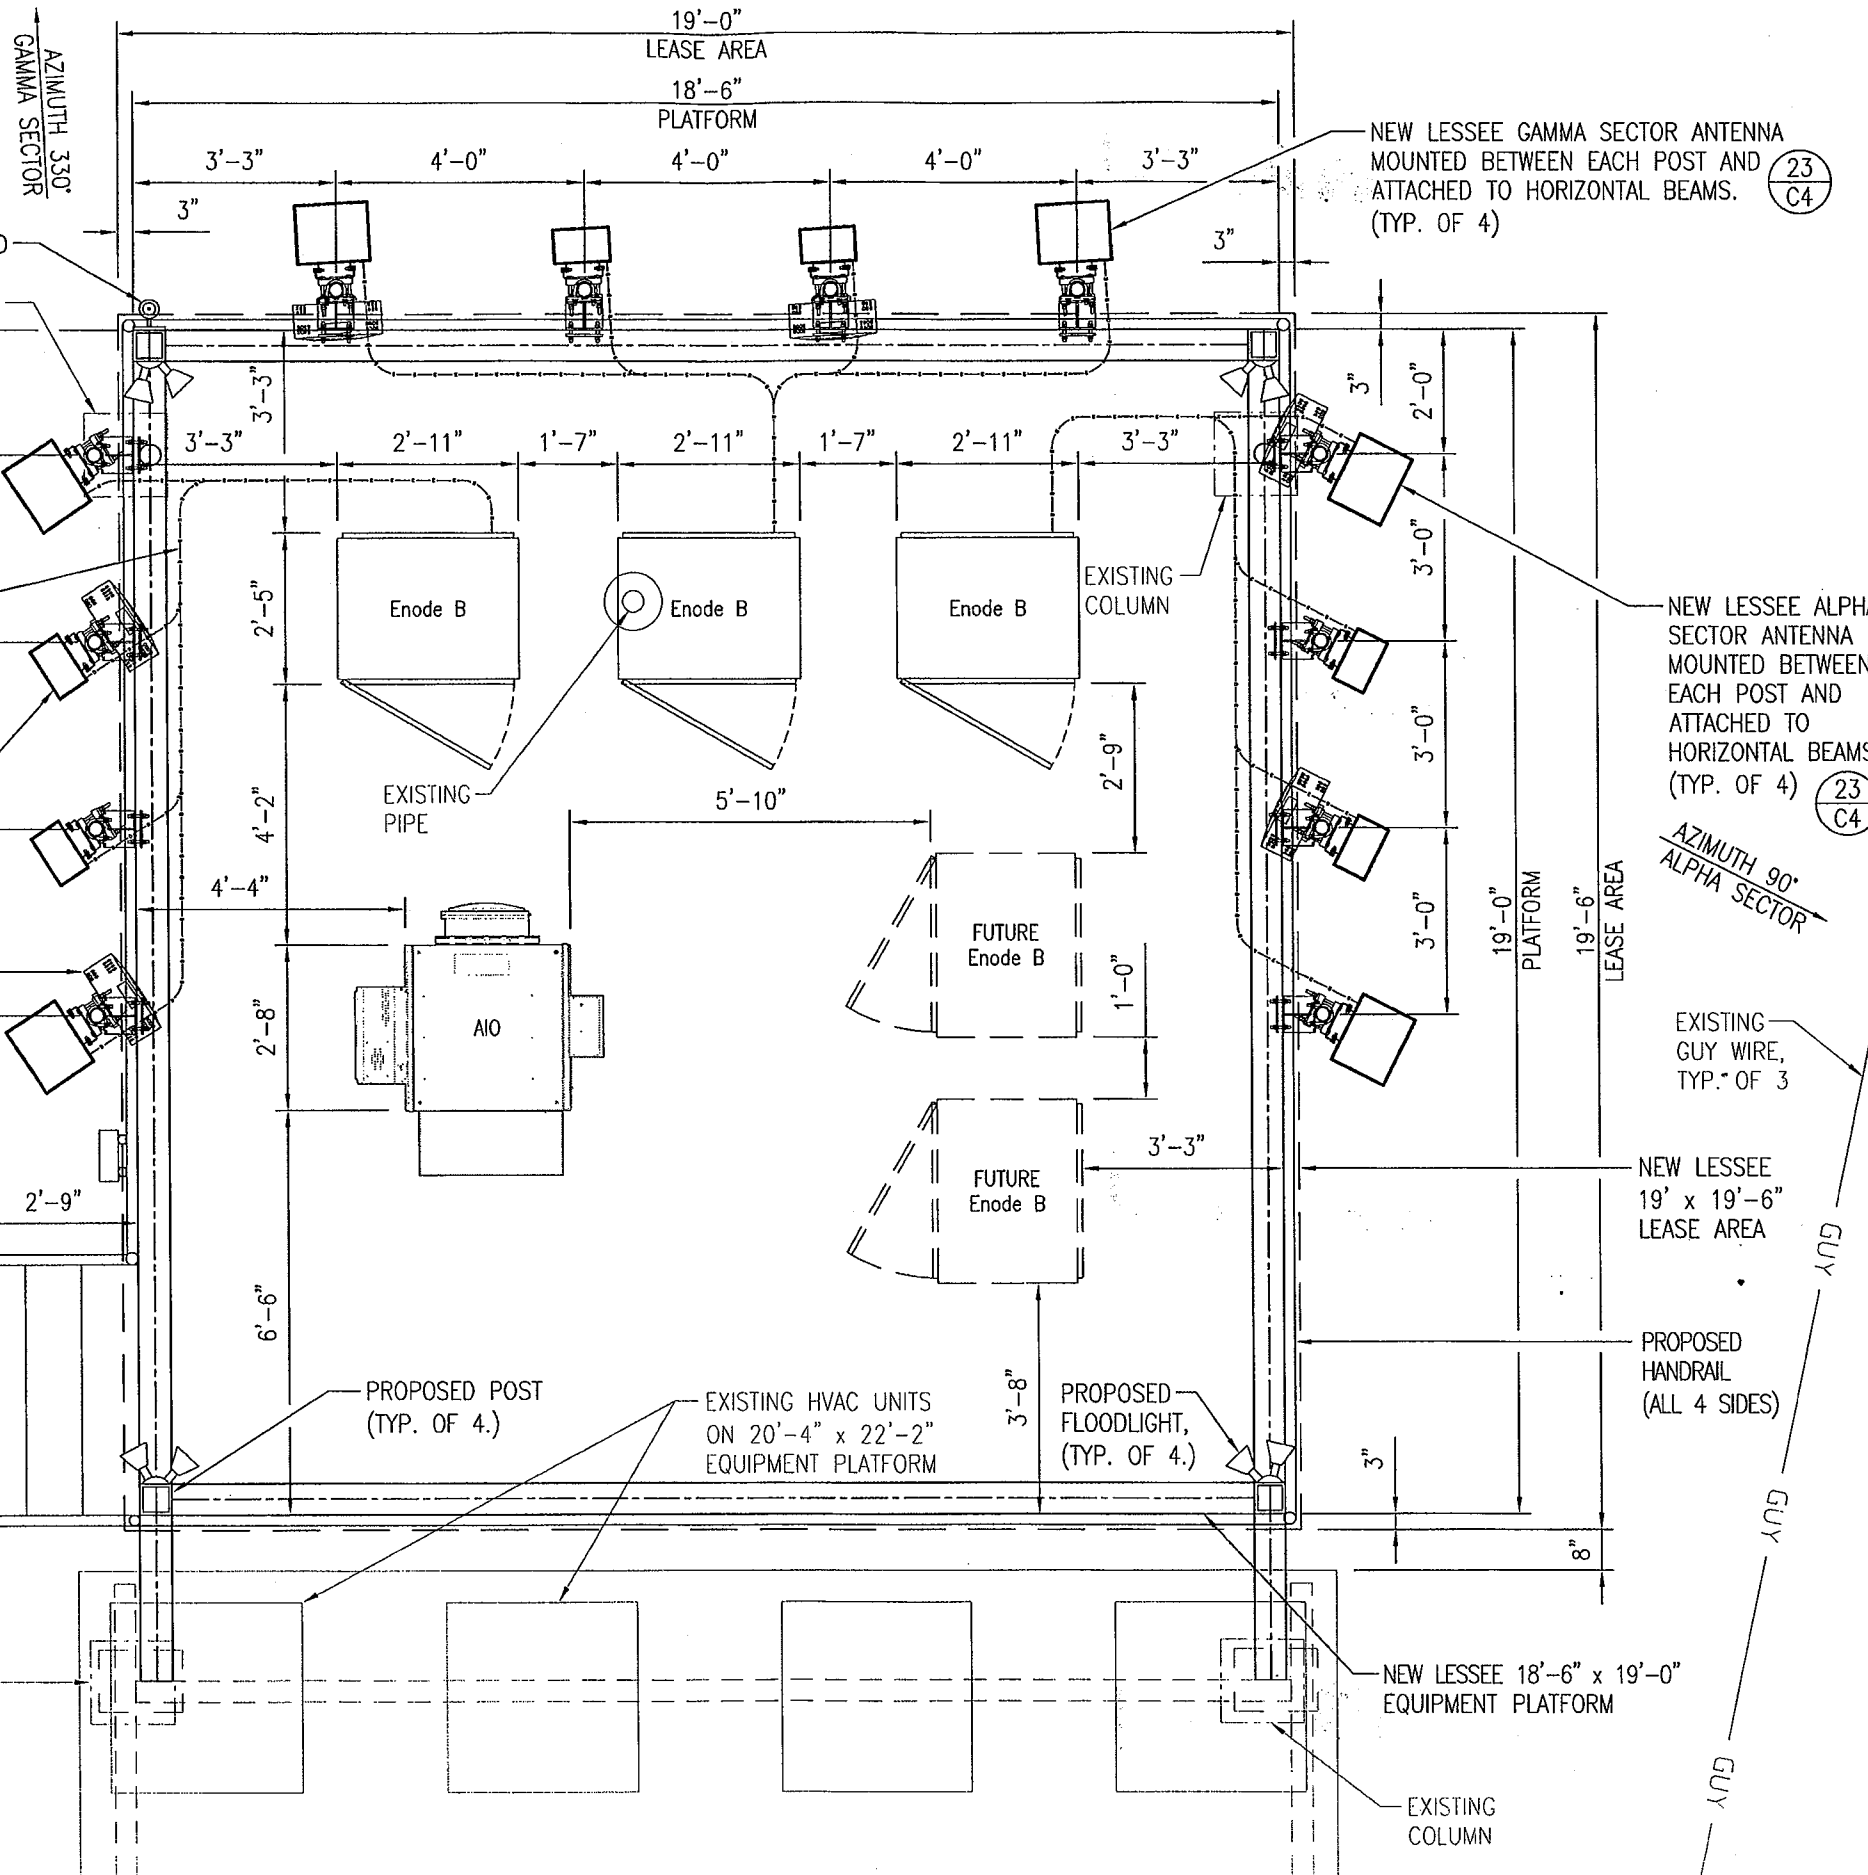 19'-0"
LEASE AREA
18'-6"
PLATFORM
AZIMUTH 330°
GAMMA SECTOR
3'-3"
4'-0"
4'-0"
4'-0"
3'-3"
3"
3"
NEW LESSEE GAMMA SECTOR ANTENNA
MOUNTED BETWEEN EACH POST AND
ATTACHED TO HORIZONTAL BEAMS.
(TYP. OF 4)
23
C4
3"
2'-0"
3'-3"
3'-3"
2'-11"
1'-7"
2'-11"
1'-7"
2'-11"
3'-3"
3'-0"
EXISTING
COLUMN
2'-5"
Enode B
Enode B
Enode B
NEW LESSEE ALPHA
SECTOR ANTENNA
MOUNTED BETWEEN
EACH POST AND
ATTACHED TO
HORIZONTAL BEAMS
(TYP. OF 4)
23
C4
3'-0"
2'-9"
EXISTING
PIPE
5'-10"
4'-2"
AZIMUTH 90°
ALPHA SECTOR
4'-4"
3'-0"
19'-0"
PLATFORM
19'-6"
LEASE AREA
FUTURE
Enode B
1'-0"
2'-8"
AIO
EXISTING
GUY WIRE,
TYP. OF 3
3'-3"
NEW LESSEE
19' x 19'-6"
LEASE AREA
FUTURE
Enode B
2'-9"
GUY
6'-6"
PROPOSED
HANDRAIL
(ALL 4 SIDES)
PROPOSED POST
(TYP. OF 4.)
EXISTING HVAC UNITS
ON 20'-4" x 22'-2"
EQUIPMENT PLATFORM
3'-8"
PROPOSED
FLOODLIGHT,
(TYP. OF 4.)
3"
GUY
8"
NEW LESSEE 18'-6" x 19'-0"
EQUIPMENT PLATFORM
GUY
EXISTING
COLUMN